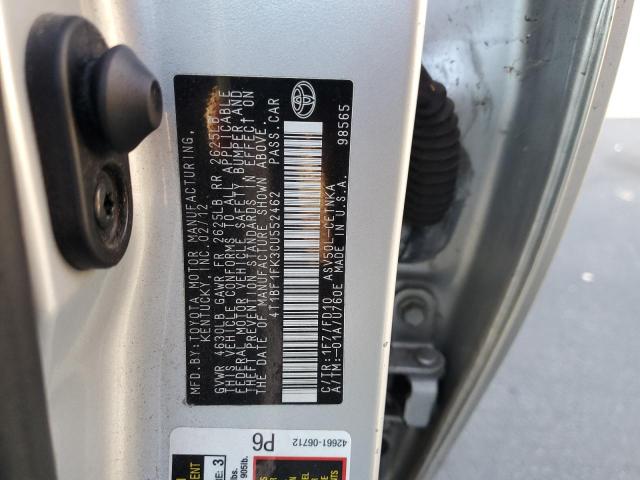 MFD.BY: TOYOTA MOTOR MANUFACTURING,
KENTUCKY, INC. 02/12
GVWR 4630LB GAWR FR 2625LB RR 2625LB
THIS VEHICLE CONFORMS TO ALL APPLICABLE
FEDERAL MOTOR VEHICLE SAFETY, BUMPER, AND
THEFT PREVENTION STANDARDS IN EFFECT ON
THE DATE OF MANUFACTURE SHOWN ABOVE.
4T1BF1FK3CU552462 PASS.CAR
C/TR:1F7/FD10 ASV50L-CETNKA
A/TM:-01A/U760E MADE IN U.S.A.
98565
P6
42661-06712
3
905lb.